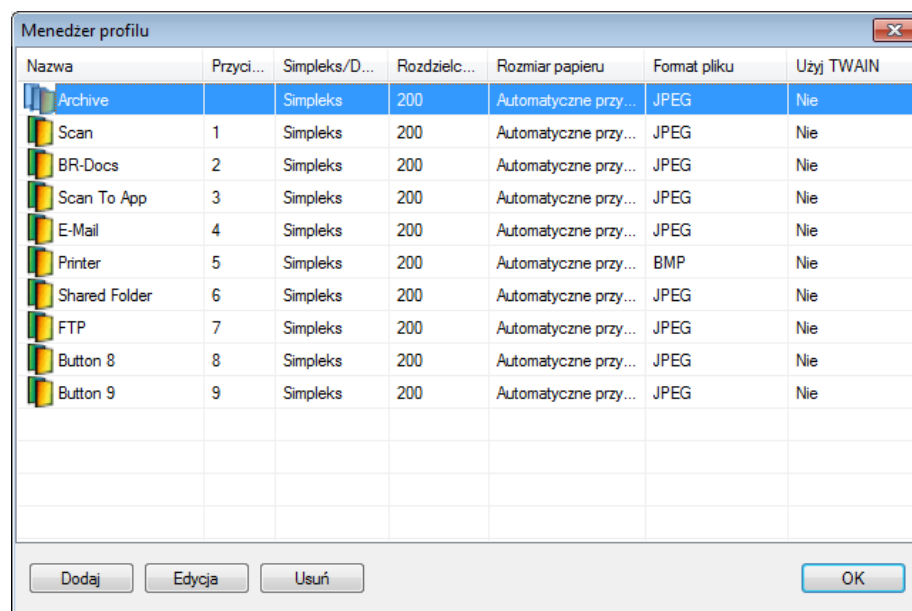 Menedżer profilu
Nazwa Przyci... Simpleks/D... Rozdzielc... Rozmiar papieru Format pliku Użyj TWAIN
Archive Simpleks 200 Automatyczne przy... JPEG Nie
Scan 1 Simpleks 200 Automatyczne przy... JPEG Nie
BR-Docs 2 Simpleks 200 Automatyczne przy... JPEG Nie
Scan To App 3 Simpleks 200 Automatyczne przy... JPEG Nie
E-Mail 4 Simpleks 200 Automatyczne przy... JPEG Nie
Printer 5 Simpleks 200 Automatyczne przy... BMP Nie
Shared Folder 6 Simpleks 200 Automatyczne przy... JPEG Nie
FTP 7 Simpleks 200 Automatyczne przy... JPEG Nie
Button 8 8 Simpleks 200 Automatyczne przy... JPEG Nie
Button 9 9 Simpleks 200 Automatyczne przy... JPEG Nie
Dodaj Edycja Usuń OK